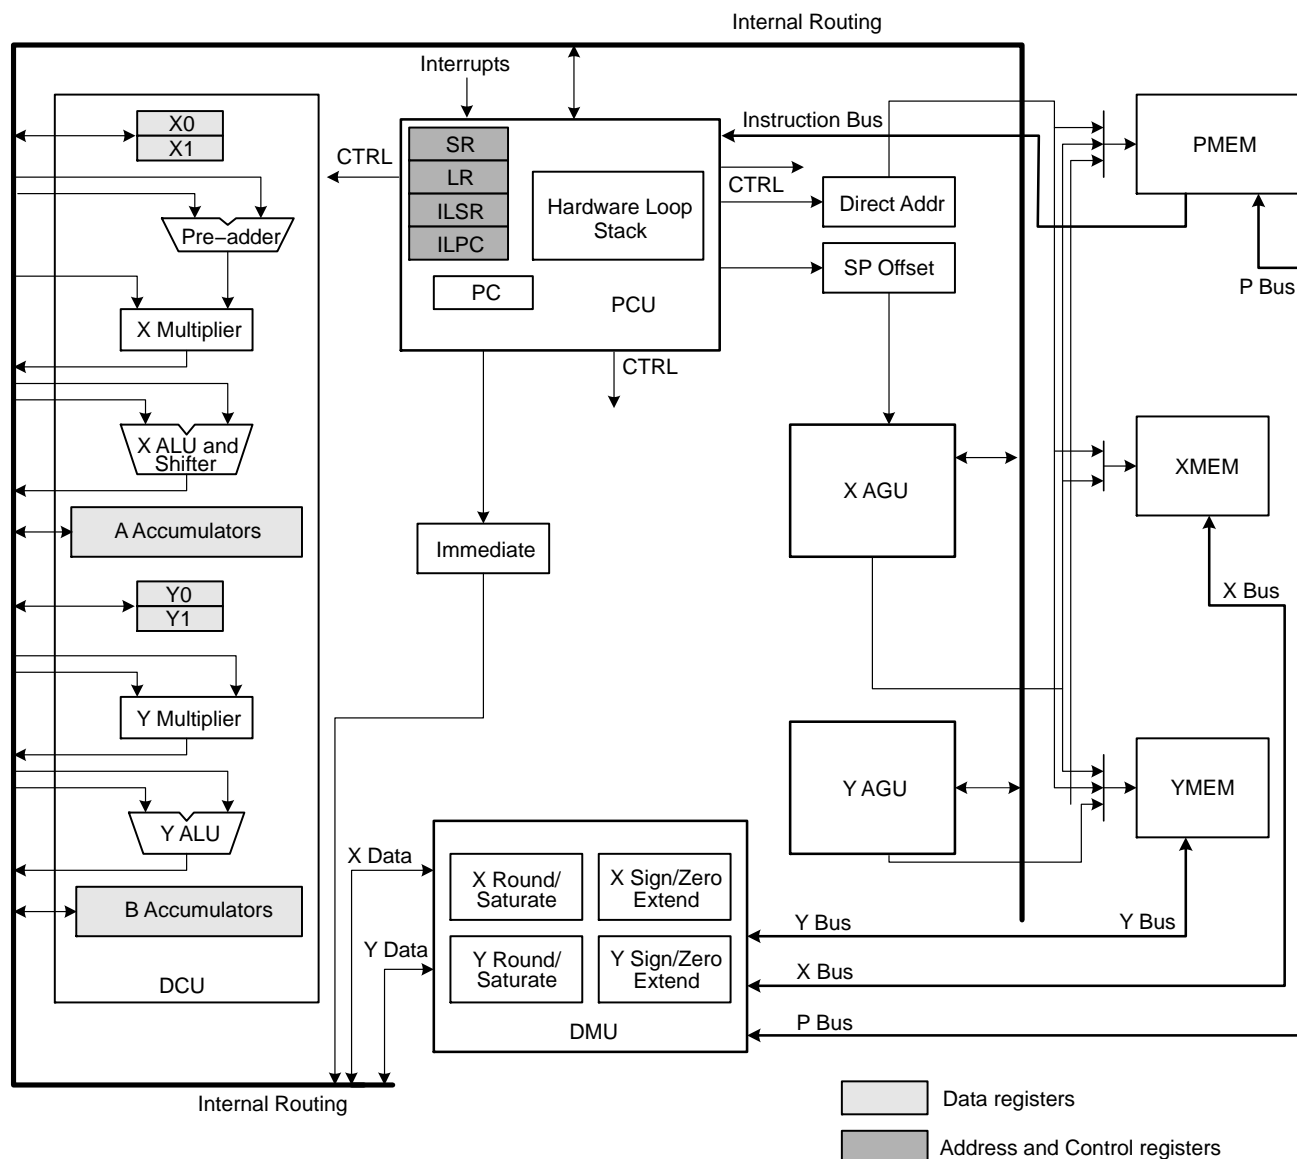 Internal Routing
Interrupts
X0
X1
CTRL
SR
LR
ILSR
ILPC
PC
Hardware Loop
Stack
PCU
Instruction Bus
CTRL
Direct Addr
SP Offset
CTRL
PMEM
P Bus
Pre-adder
X Multiplier
X ALU and
Shifter
A Accumulators
Immediate
X AGU
XMEM
X Bus
Y0
Y1
Y Multiplier
Y ALU
Y AGU
YMEM
X Data
Y Data
X Round/
Saturate
X Sign/Zero
Extend
Y Round/
Saturate
Y Sign/Zero
Extend
DMU
B Accumulators
DCU
Y Bus
Y Bus
X Bus
P Bus
Internal Routing
Data registers
Address and Control registers